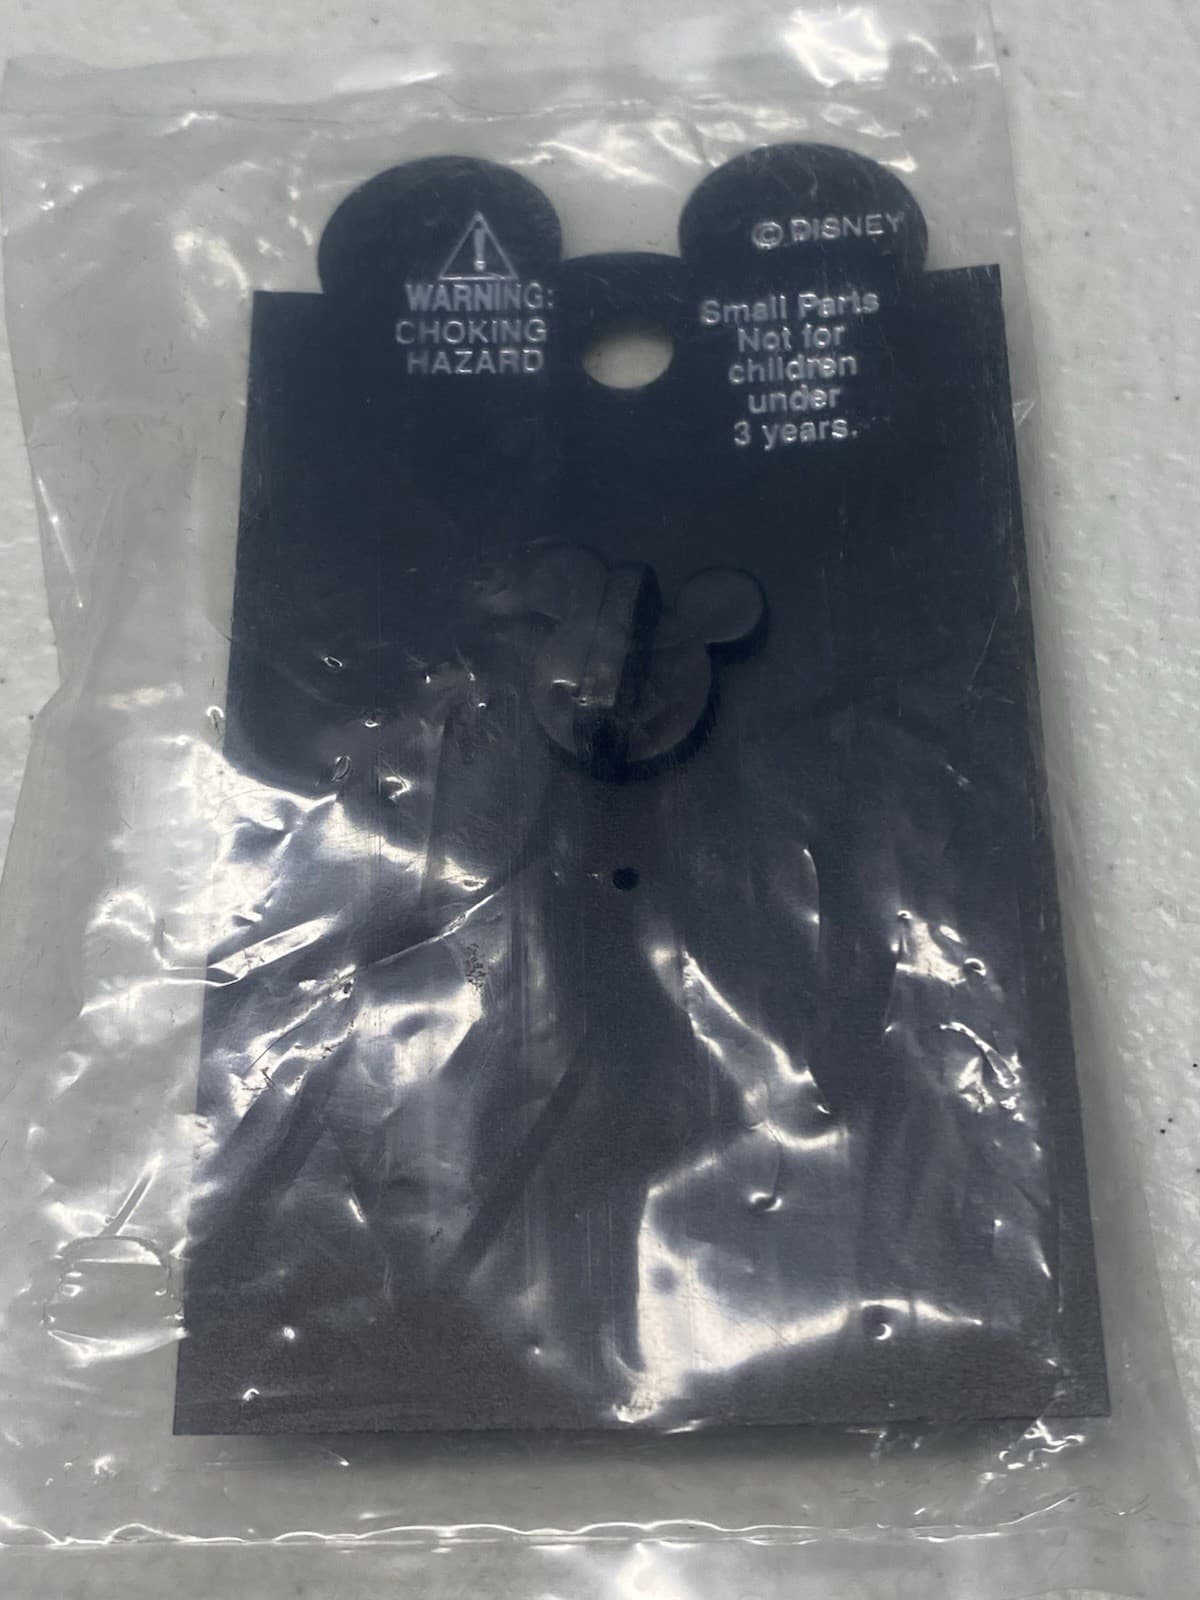 WARNING:
CHOKING
HAZARD
© DISNEY
Small Parts
Not for
children
under
3 years.